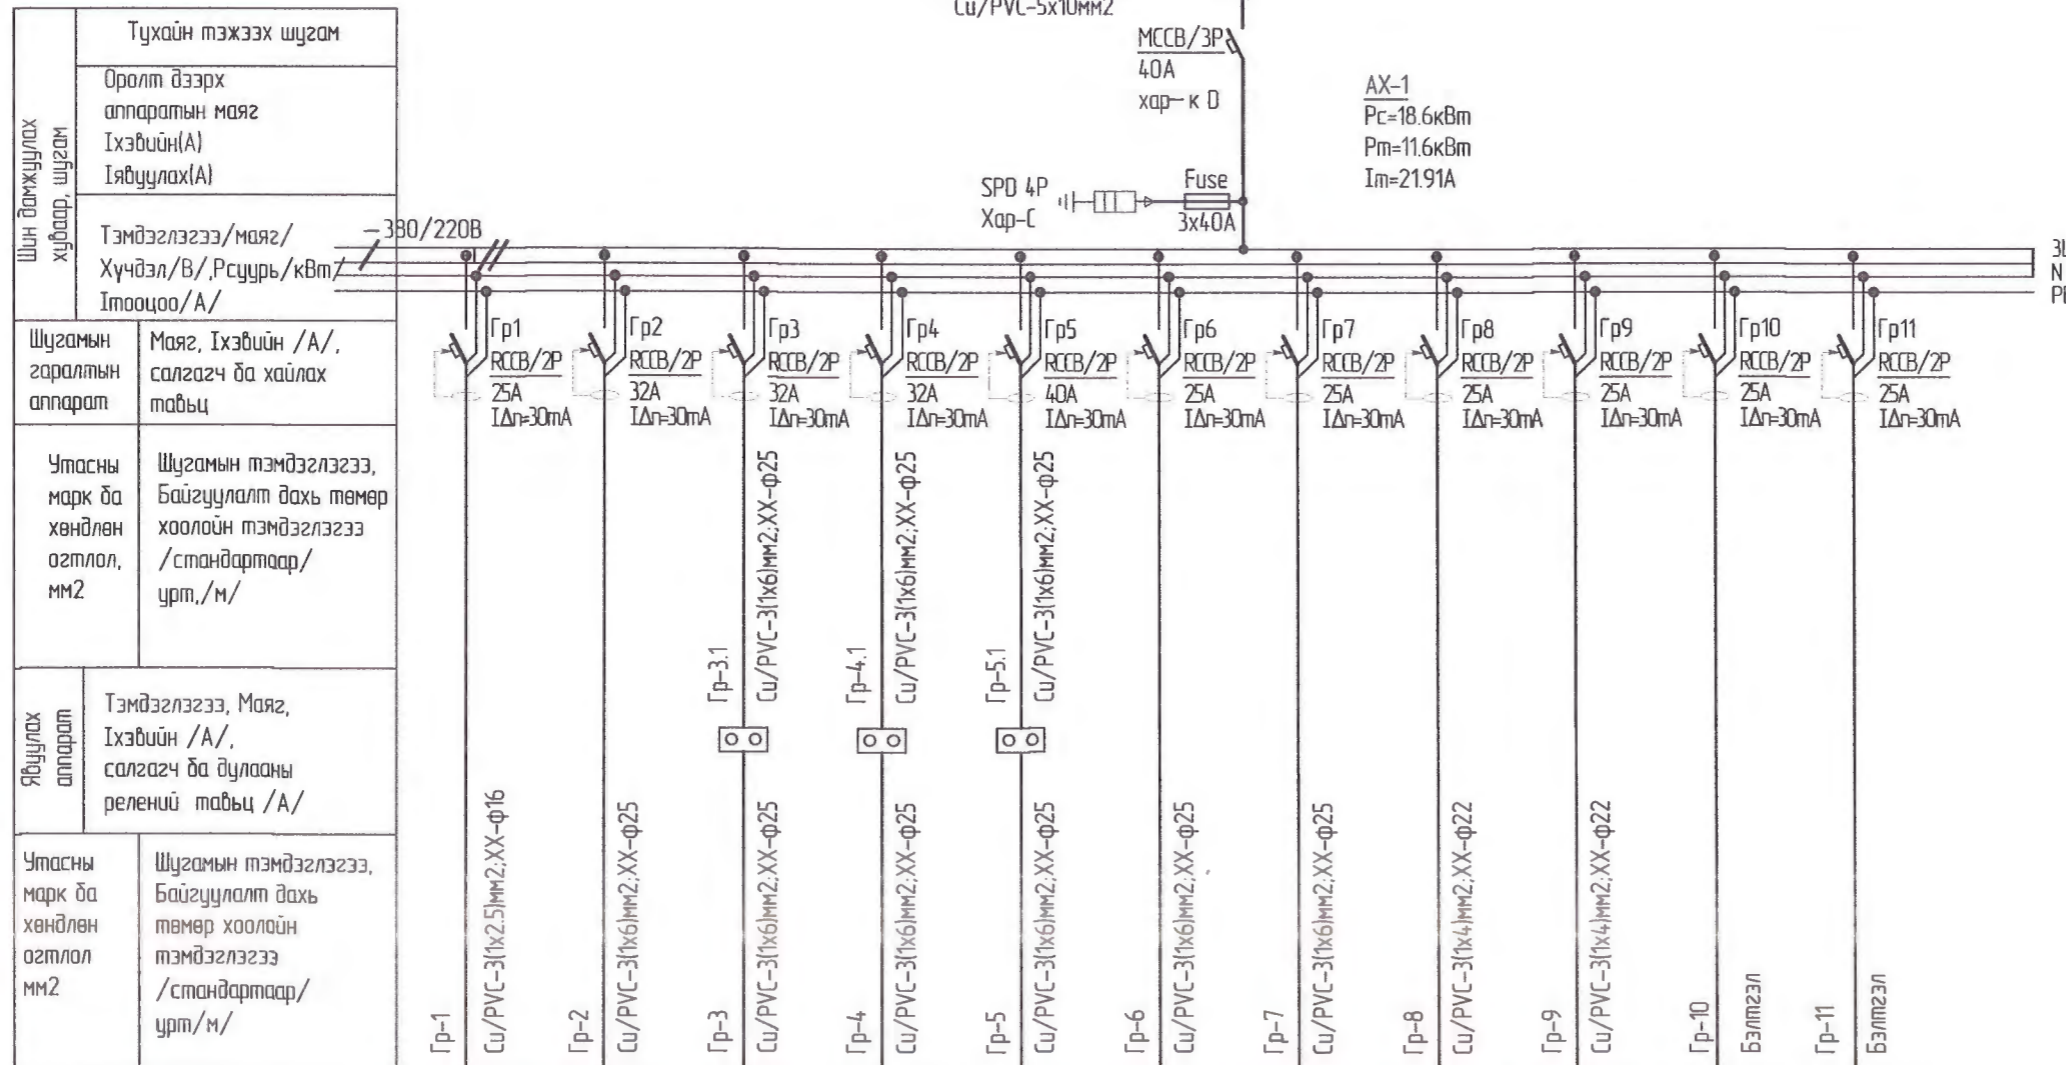 Cu/PVC-5x10мм2
MCCB/3P
40A
хар-к D
AX-1
Рс=18.6кВт
Рт=11.6кВт
Iт=21.91A
SPD 4P
Хар-С
Fuse
3x40A
Шин дамжуулах
хуваар, шугам
Тухайн тэжээх шугам
Оролт дээрх
аппаратын маяг
Iхэвийн(А)
Iявуулах(А)
Тэмдэглэгээ/маяг/
Хүчдэл/В/,Рсуурь/кВт/
Iтооцоо/А/
380/220В
N
Шугамын
гаралтын
аппарат
Маяг, Iхэвийн /А/,
салгагч ба хайлах
тавьц
Гр1
RCCB/2P
25A
IΔn=30mA
Гр2
RCCB/2P
32A
IΔn=30mA
Гр3
RCCB/2P
32A
IΔn=30mA
Гр4
RCCB/2P
32A
IΔn=30mA
Гр5
RCCB/2P
40A
IΔn=30mA
Гр6
RCCB/2P
25A
IΔn=30mA
Гр7
RCCB/2P
25A
IΔn=30mA
Гр8
RCCB/2P
25A
IΔn=30mA
Гр9
RCCB/2P
25A
IΔn=30mA
Гр10
RCCB/2P
25A
IΔn=30mA
Гр11
RCCB/2P
25A
IΔn=30mA
Утасны
марк ба
хөндлөн
огтлол,
мм2
Шугамын тэмдэглэгээ,
Байгуулалт дахь төмөр
хоолойн тэмдэглэгээ
/стандартаар/
урт,/м/
Гр-3.1
Cu/PVC-3(1x6)мм2;ХХ-ф25
Гр-4.1
Cu/PVC-3(1x6)мм2;ХХ-ф25
Гр-5.1
Cu/PVC-3(1x6)мм2;ХХ-ф25
Явуулах
аппарат
Тэмдэглэгээ, Маяг,
Iхэвийн /А/,
салгагч ба дулааны
релений тавьц /А/
Утасны
марк ба
хөндлөн
огтлол
мм2
Шугамын тэмдэглэгээ,
Байгуулалт дахь
төмөр хоолойн
тэмдэглэгээ
/стандартаар/
урт/м/
Гр-1
Cu/PVC-3(1x2.5)мм2;ХХ-ф16
Гр-2
Cu/PVC-3(1x6)мм2;ХХ-ф25
Гр-3
Cu/PVC-3(1x6)мм2;ХХ-ф25
Гр-4
Cu/PVC-3(1x6)мм2;ХХ-ф25
Гр-5
Cu/PVC-3(1x6)мм2;ХХ-ф25
Гр-6
Cu/PVC-3(1x6)мм2;ХХ-ф25
Гр-7
Cu/PVC-3(1x6)мм2;ХХ-ф25
Гр-8
Cu/PVC-3(1x4)мм2;ХХ-ф22
Гр-9
Cu/PVC-3(1x4)мм2;ХХ-ф22
Гр-10
Бэлтгэл
Гр-11
Бэлтгэл